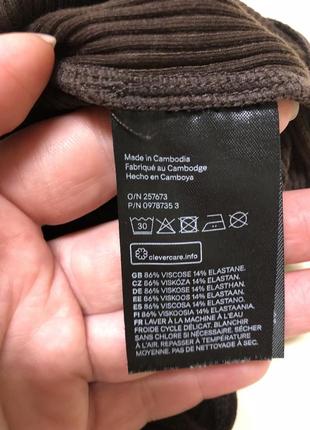 Made in Cambodia
Fabriqué au Cambodge
Hecho en Camboya
O/N 257673
P/N 0978735 3
30
clevercare.info
GB 86% VISCOSE 14% ELASTANE.
CZ 86% VISKÓZA 14% ELASTAN.
DE 86% VISKOSE 14% ELASTHAN.
EE 86% VISKOOS 14% ELASTAAN.
ES 86% VISCOSA 14% ELASTANO.
FI 86% VISKOOSIA 14% ELASTAANIA.
FR LAVER À LA MACHINE À L'EAU
FROIDE CYCLE DÉLICAT. BLANCHIR
SANS CHLORE SI NÉCESSAIRE. SÉCHER
À L'AIR. REPASSER À TEMPÉRATURE
MOYENNE. PAS DE NETTOYAGE À SEC.